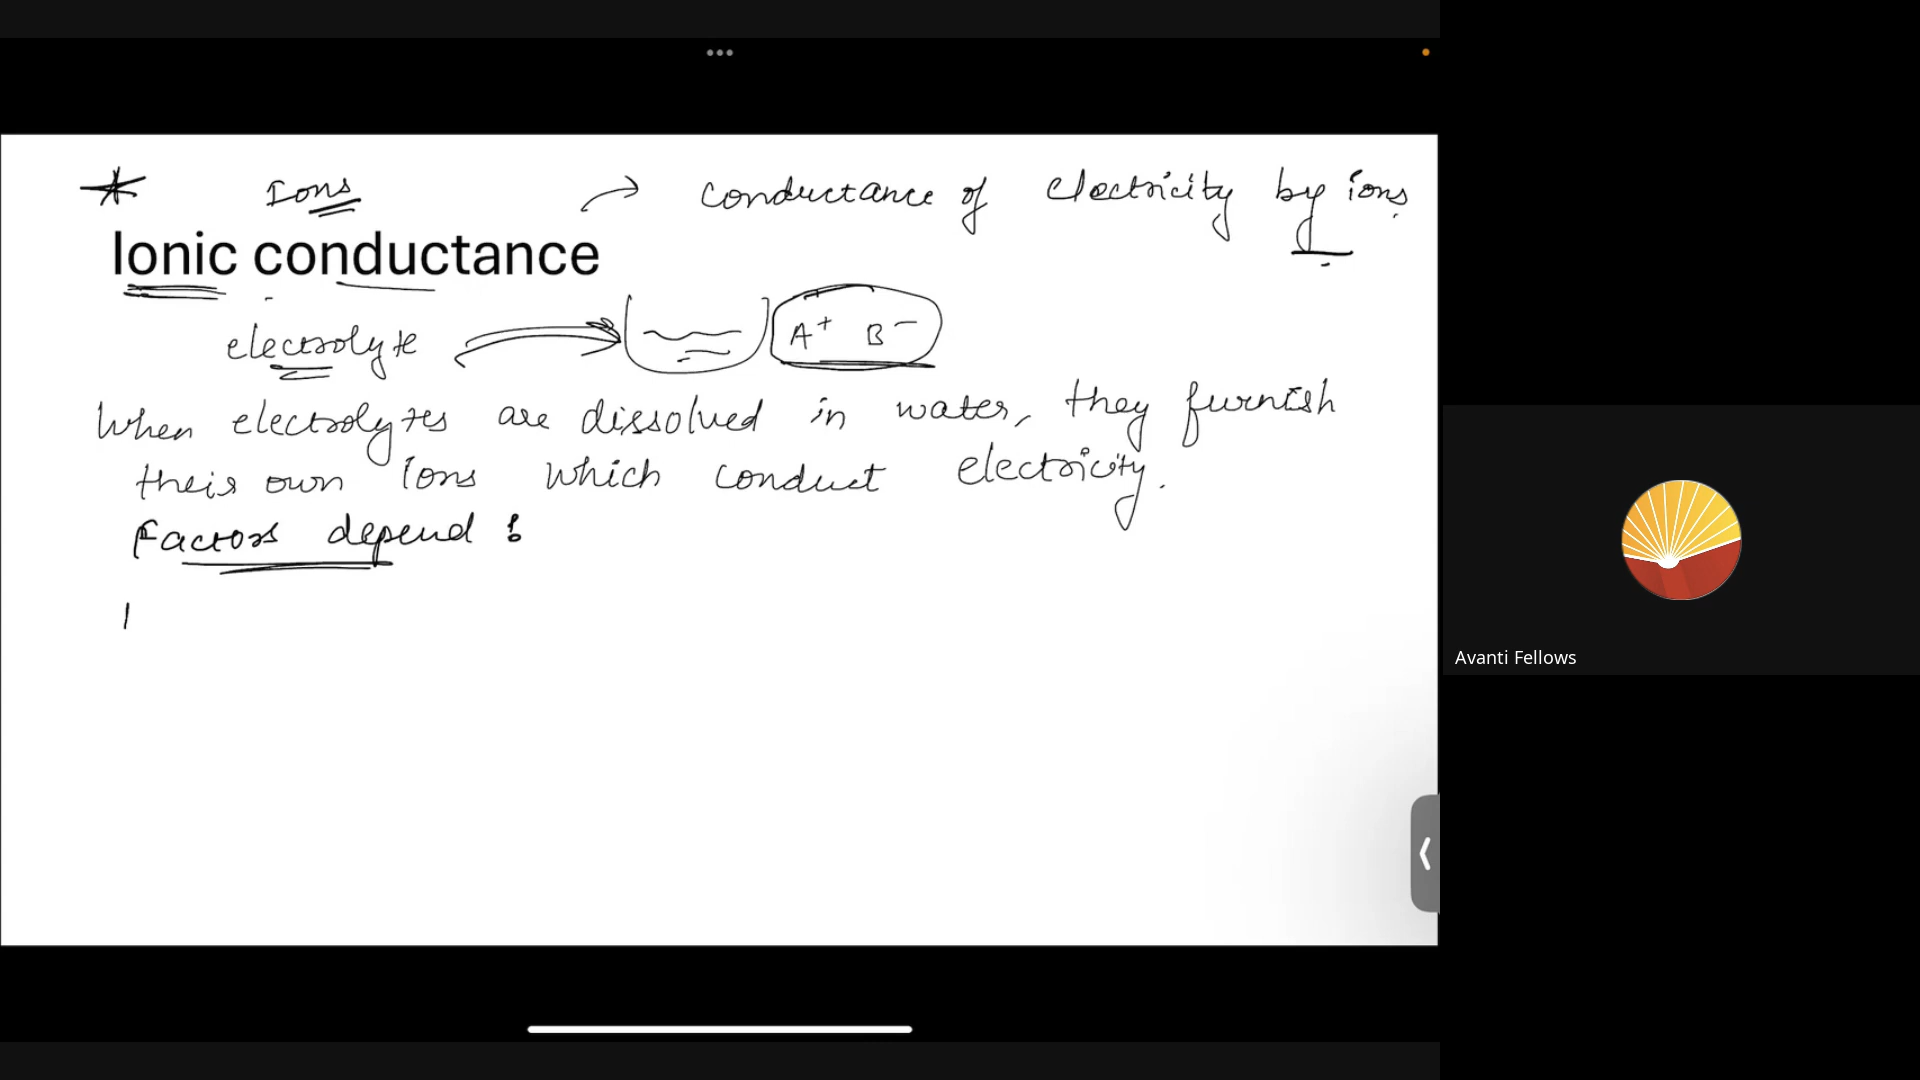 Ions → conductance of electricity by ions.
Ionic conductance
electrolyte A+ B−
When electrolytes are dissolved in water, they furnish
their own ions which conduct electricity.
Factors depend :
1
Avanti Fellows